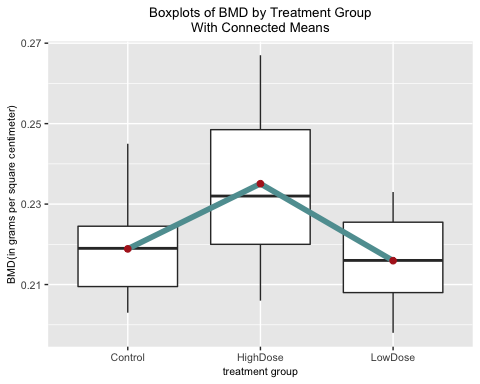 Boxplots of BMD by Treatment Group
With Connected Means
0.27
0.25
0.23
0.21
BMD(in grams per square centimeter)
Control
HighDose
LowDose
treatment group